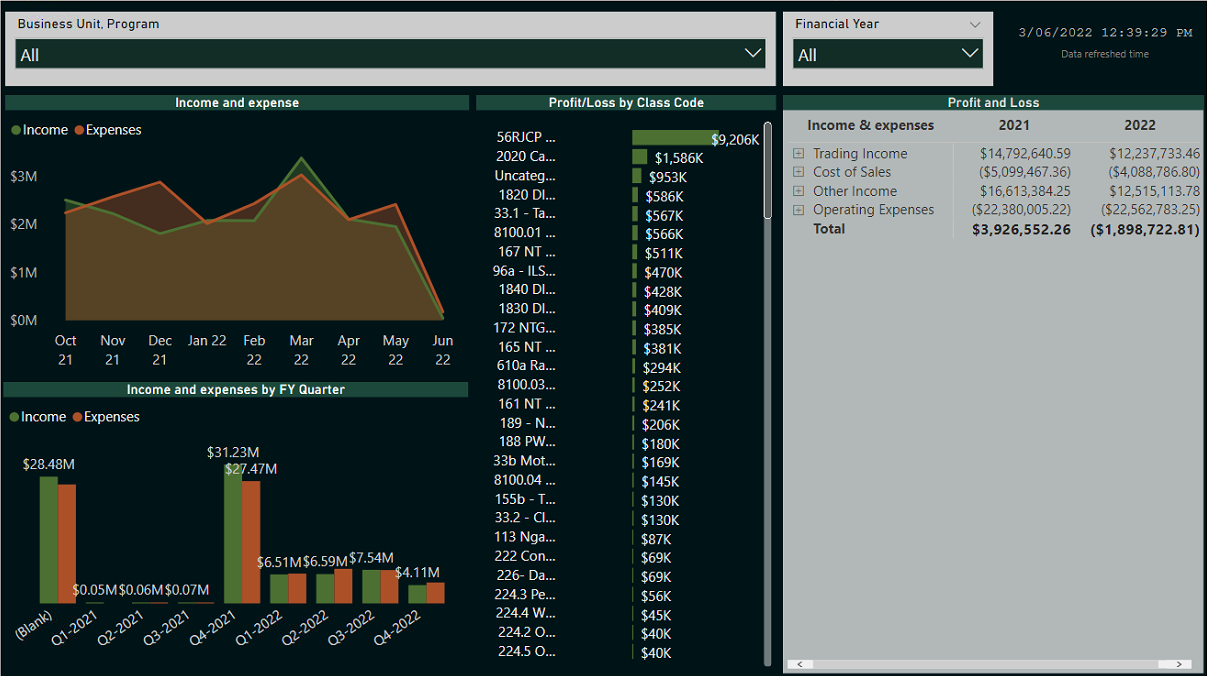 Business Unit, Program
All
Financial Year
All
3/06/2022 12:39:29 PM
Data refreshed time
Income and expense
Income Expenses
$3M
$2M
$1M
$0M
Oct 21 Nov 21 Dec 21 Jan 22 Feb 22 Mar 22 Apr 22 May 22 Jun 22
Income and expenses by FY Quarter
Income Expenses
$28.48M
$0.05M $0.06M $0.07M
$31.23M
$27.47M
$6.51M $6.59M $7.54M
$4.11M
(Blank) Q1-2021 Q2-2021 Q3-2021 Q4-2021 Q1-2022 Q2-2022 Q3-2022 Q4-2022
Profit/Loss by Class Code
56RJCP ... $9,206K
2020 Ca... $1,586K
Uncateg... $953K
1820 DI... $586K
33.1 - Ta... $567K
8100.01 ... $566K
167 NT ... $511K
96a - ILS... $470K
1840 DI... $428K
1830 DI... $409K
172 NTG... $385K
165 NT ... $381K
610a Ra... $294K
8100.03... $252K
161 NT ... $241K
189 - N... $206K
188 PW... $180K
33b Mot... $169K
8100.04 ... $145K
155b - T... $130K
33.2 - Cl... $130K
113 Nga... $87K
222 Con... $69K
226- Da... $69K
224.3 Pe... $56K
224.4 W... $45K
224.2 O... $40K
224.5 O... $40K
Profit and Loss
Income & expenses 2021 2022
Trading Income $14,792,640.59 $12,237,733.46
Cost of Sales ($5,099,467.36) ($4,088,786.80)
Other Income $16,613,384.25 $12,515,113.78
Operating Expenses ($22,380,005.22) ($22,562,783.25)
Total $3,926,552.26 ($1,898,722.81)